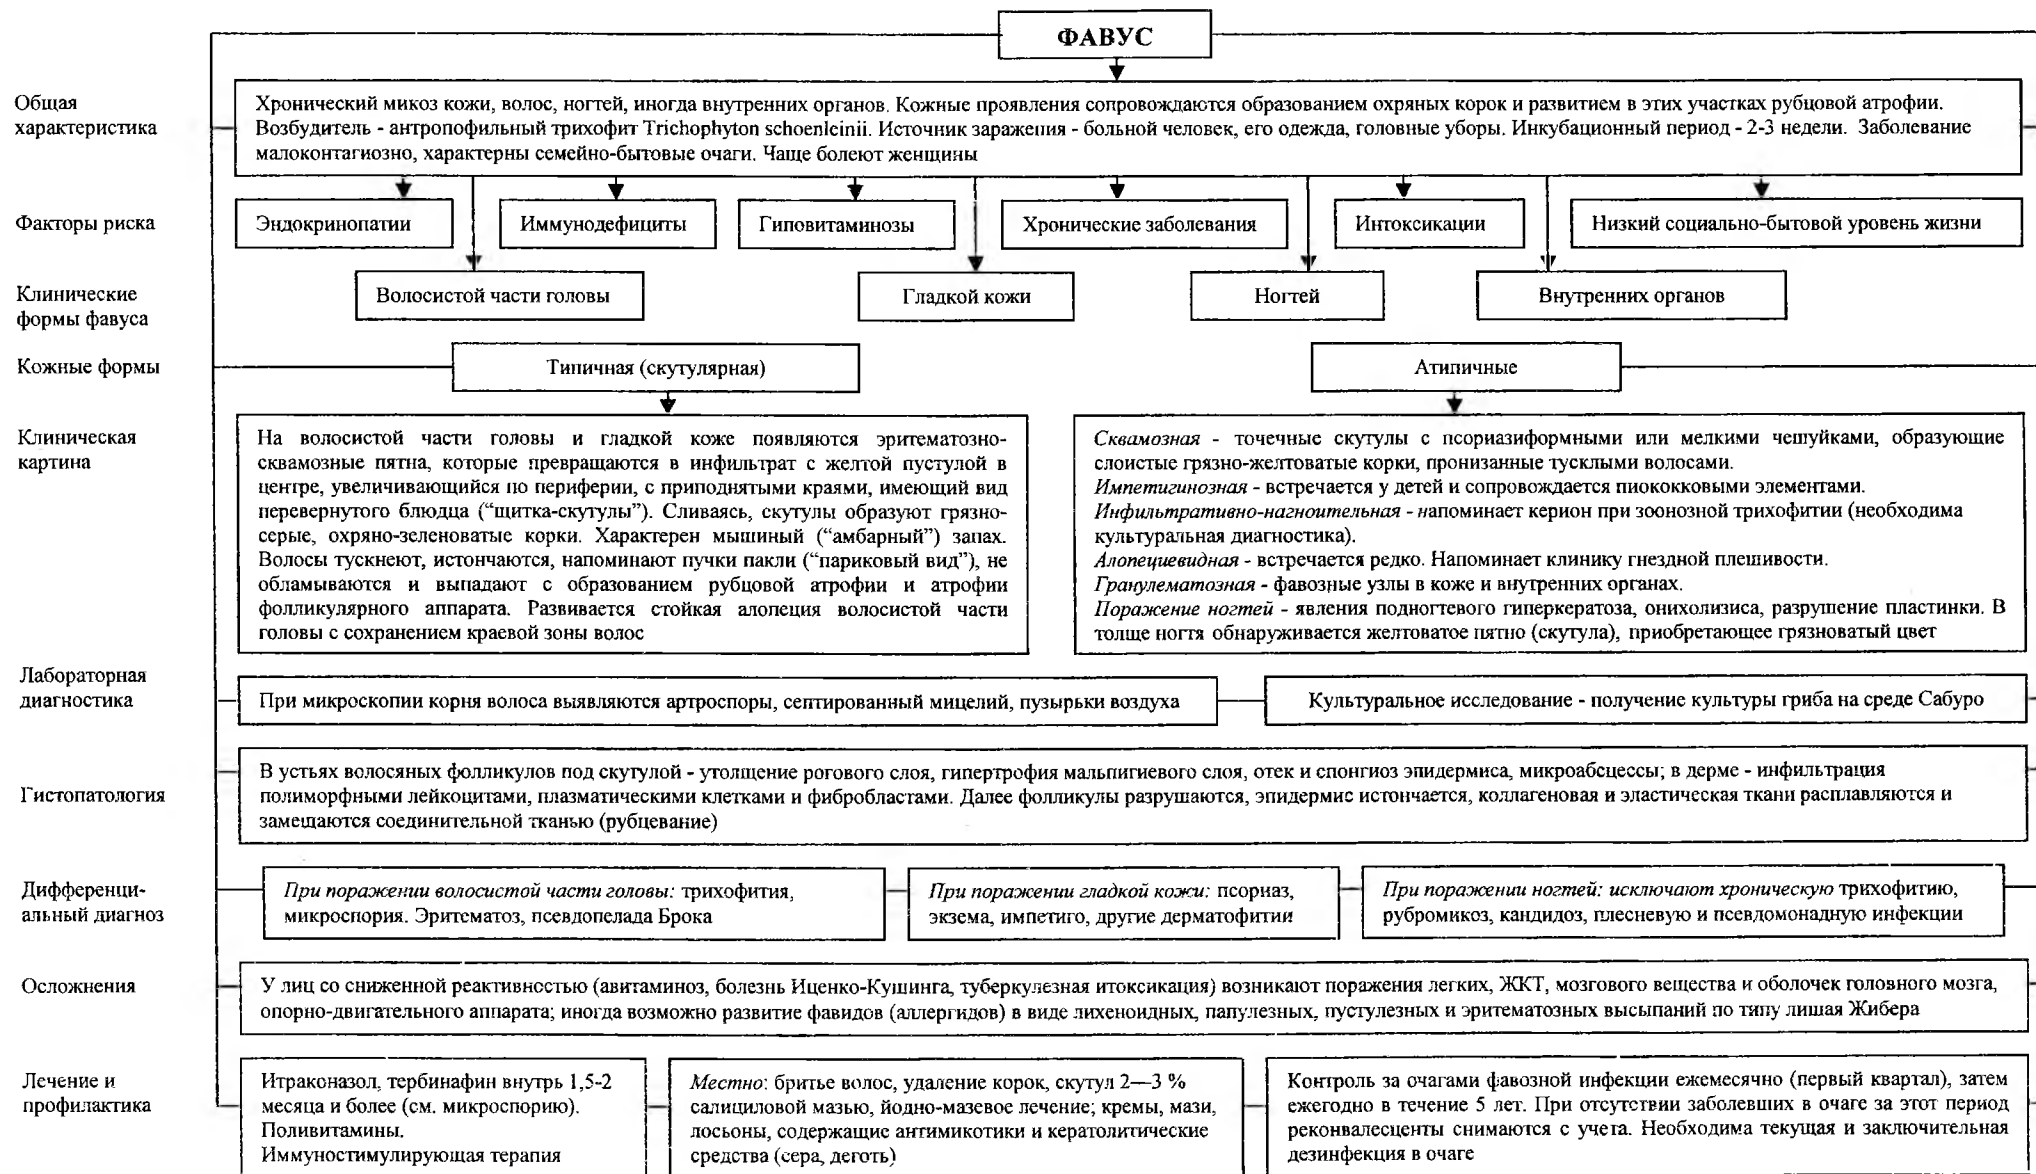 ФАВУС
Общая
характеристика
Хронический микоз кожи, волос, ногтей, иногда внутренних органов. Кожные проявления сопровождаются образованием охряных корок и развитием в этих участках рубцовой атрофии.
Возбудитель - антропофильный трихофит Trichophyton schoenleinii. Источник заражения - больной человек, его одежда, головные уборы. Инкубационный период - 2-3 недели. Заболевание
малоконтагиозно, характерны семейно-бытовые очаги. Чаще болеют женщины
Факторы риска
Эндокринопатии
Иммунодефициты
Гиповитаминозы
Хронические заболевания
Интоксикации
Низкий социально-бытовой уровень жизни
Клинические
формы фавуса
Волосистой части головы
Гладкой кожи
Ногтей
Внутренних органов
Кожные формы
Типичная (скутулярная)
Атипичные
Клиническая
картина
На волосистой части головы и гладкой коже появляются эритематозно-
сквамозные пятна, которые превращаются в инфильтрат с желтой пустулой в
центре, увеличивающийся по периферии, с приподнятыми краями, имеющий вид
перевернутого блюдца (“щитка-скутулы”). Сливаясь, скутулы образуют грязно-
серые, охряно-зеленоватые корки. Характерен мышиный (“амбарный”) запах.
Волосы тускнеют, истончаются, напоминают пучки пакли (“париковый вид”), не
обламываются и выпадают с образованием рубцовой атрофии и атрофии
фолликулярного аппарата. Развивается стойкая алопеция волосистой части
головы с сохранением краевой зоны волос
Сквамозная - точечные скутулы с псориазиформными или мелкими чешуйками, образующие
слоистые грязно-желтоватые корки, пронизанные тусклыми волосами.
Импетигинозная - встречается у детей и сопровождается пиококковыми элементами.
Инфильтративно-нагноительная - напоминает керион при зоонозной трихофитии (необходима
культуральная диагностика).
Алопециевидная - встречается редко. Напоминает клинику гнездной плешивости.
Гранулематозная - фавозные узлы в коже и внутренних органах.
Поражение ногтей - явления подногтевого гиперкератоза, онихолизиса, разрушение пластинки. В
толще ногтя обнаруживается желтоватое пятно (скутула), приобретающее грязноватый цвет
Лабораторная
диагностика
При микроскопии корня волоса выявляются артроспоры, септированный мицелий, пузырьки воздуха
Культуральное исследование - получение культуры гриба на среде Сабуро
Гистопатология
В устьях волосяных фолликулов под скутулой - утолщение рогового слоя, гипертрофия мальпигиевого слоя, отек и спонгиоз эпидермиса, микроабсцессы; в дерме - инфильтрация
полиморфными лейкоцитами, плазматическими клетками и фибробластами. Далее фолликулы разрушаются, эпидермис истончается, коллагеновая и эластическая ткани расплавляются и
замещаются соединительной тканью (рубцевание)
Дифференци-
альный диагноз
При поражении волосистой части головы: трихофития,
микроспория. Эритематоз, псевдопелада Брока
При поражении гладкой кожи: псориаз,
экзема, импетиго, другие дерматофитии
При поражении ногтей: исключают хроническую трихофитию,
рубромикоз, кандидоз, плесневую и псевдомонадную инфекции
Осложнения
У лиц со сниженной реактивностью (авитаминоз, болезнь Иценко-Кушинга, туберкулезная итоксикация) возникают поражения легких, ЖКТ, мозгового вещества и оболочек головного мозга,
опорно-двигательного аппарата; иногда возможно развитие фавидов (аллергидов) в виде лихеноидных, папулезных, пустулезных и эритематозных высыпаний по типу лишая Жибера
Лечение и
профилактика
Итраконазол, тербинафин внутрь 1,5-2
месяца и более (см. микроспорию).
Поливитамины.
Иммуностимулирующая терапия
Местно: бритье волос, удаление корок, скутул 2—3 %
салициловой мазью, йодно-мазевое лечение; кремы, мази,
лосьоны, содержащие антимикотики и кератолитические
средства (сера, деготь)
Контроль за очагами фавозной инфекции ежемесячно (первый квартал), затем
ежегодно в течение 5 лет. При отсутствии заболевших в очаге за этот период
реконвалесценты снимаются с учета. Необходима текущая и заключительная
дезинфекция в очаге